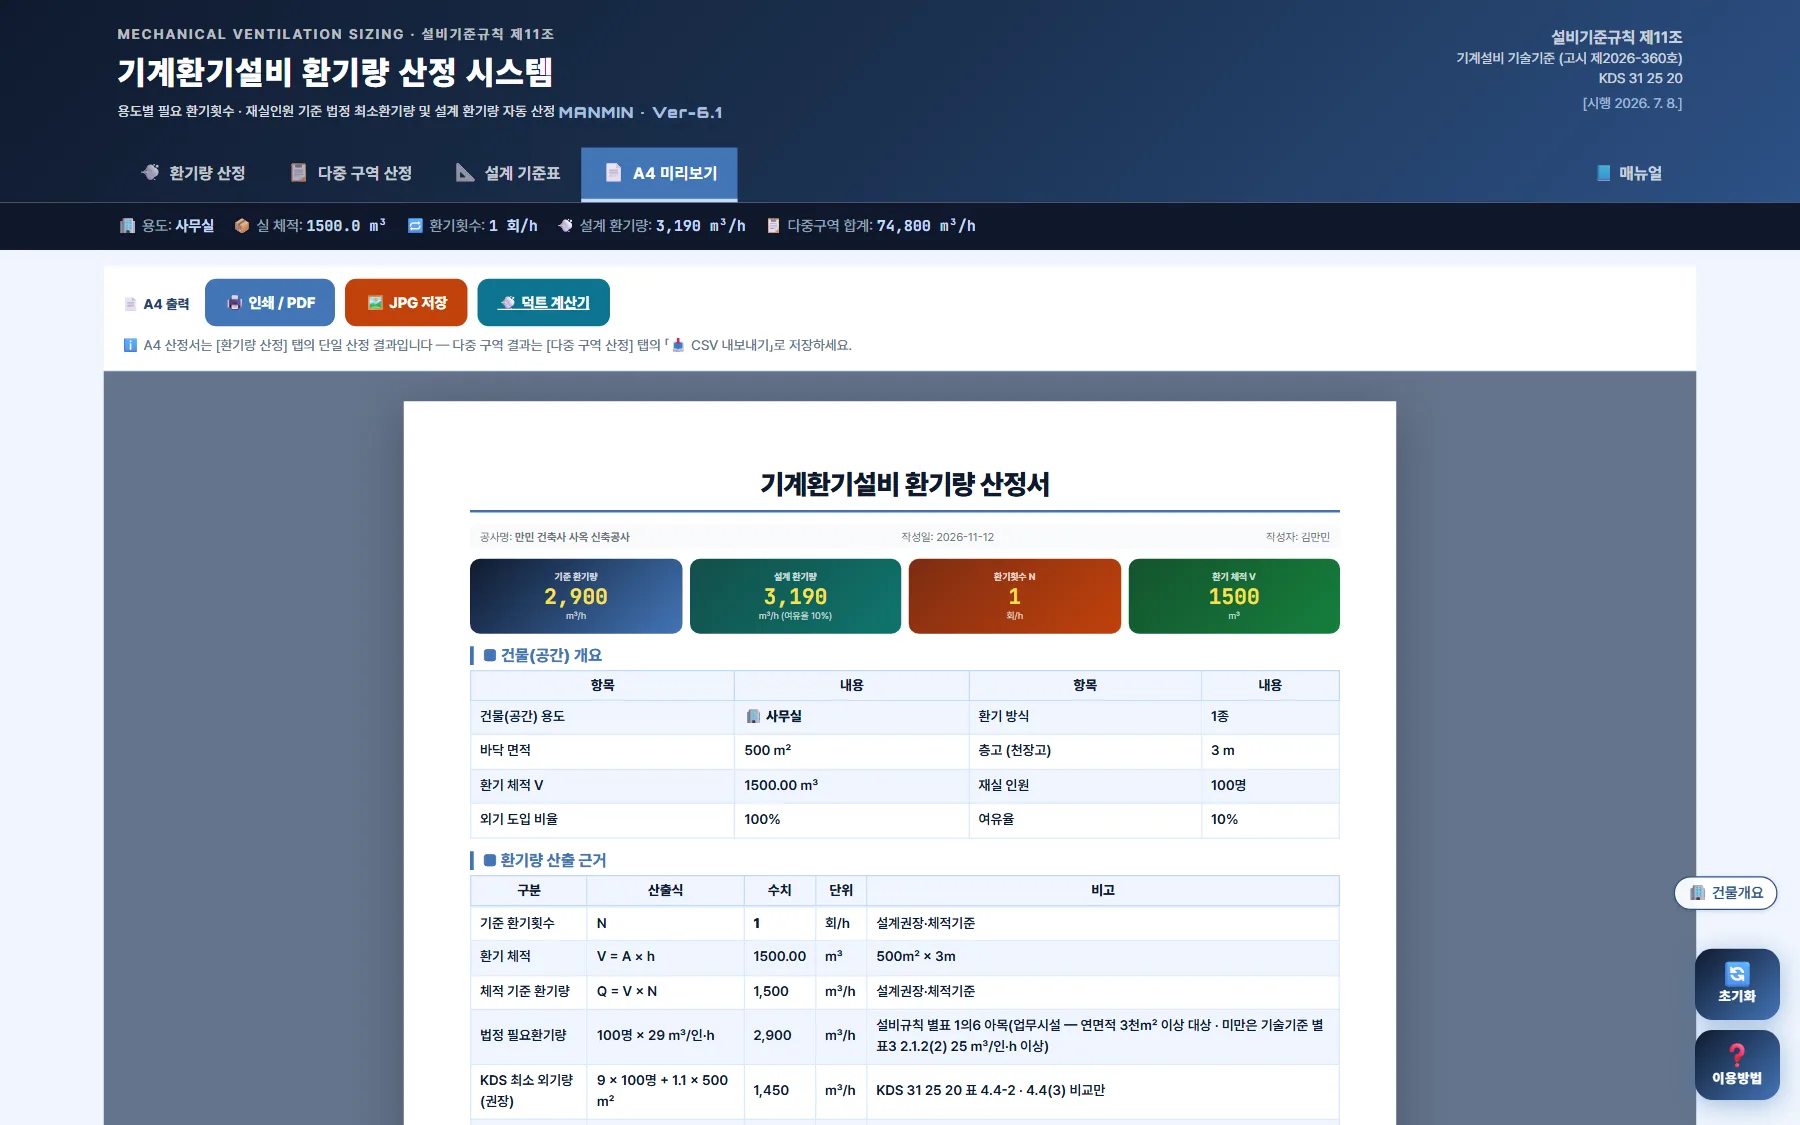 MECHANICAL VENTILATION SIZING · 설비기준규칙 제11조
기계환기설비 환기량 산정 시스템
용도별 필요 환기횟수 · 재실인원 기준 법정 최소환기량 및 설계 환기량 자동 산정 MANMIN · Ver-6.1
설비기준규칙 제11조
기계설비 기술기준 (고시 제2026-360호)
KDS 31 25 20
[시행 2026. 7. 8.]
환기량 산정
다중 구역 산정
설계 기준표
A4 미리보기
매뉴얼
용도: 사무실
실 체적: 1500.0 m³
환기횟수: 1 회/h
설계 환기량: 3,190 m³/h
다중구역 합계: 74,800 m³/h
A4 출력
인쇄 / PDF
JPG 저장
덕트 계산기
A4 산정서는 [환기량 산정] 탭의 단일 산정 결과입니다 — 다중 구역 결과는 [다중 구역 산정] 탭의 「 CSV 내보내기」로 저장하세요.
기계환기설비 환기량 산정서
공사명: 만민 건축사 사옥 신축공사
작성일: 2026-11-12
작성자: 김만민
기준 환기량
2,900
m³/h
설계 환기량
3,190
m³/h (여유율 10%)
환기횟수 N
1
회/h
환기 체적 V
1500
m³
건물(공간) 개요
항목 내용 항목 내용
건물(공간) 용도 사무실 환기 방식 1종
바닥 면적 500 m² 층고 (천장고) 3 m
환기 체적 V 1500.00 m³ 재실 인원 100명
외기 도입 비율 100% 여유율 10%
환기량 산출 근거
구분 산출식 수치 단위 비고
기준 환기횟수 N 1 회/h 설계권장·체적기준
환기 체적 V = A × h 1500.00 m³ 500m² × 3m
체적 기준 환기량 Q = V × N 1,500 m³/h 설계권장·체적기준
법정 필요환기량 100명 × 29 m³/인·h 2,900 m³/h 설비규칙 별표 1의6 아목(업무시설 — 연면적 3천m² 이상 대상 · 미만은 기술기준 별
표3 2.1.2(2) 25 m³/인·h 이상)
KDS 최소 외기량
(권장)
9 × 100명 + 1.1 × 500
m²
1,450 m³/h KDS 31 25 20 표 4.4-2 · 4.4(3) 비교만
건물개요
초기화
이용방법